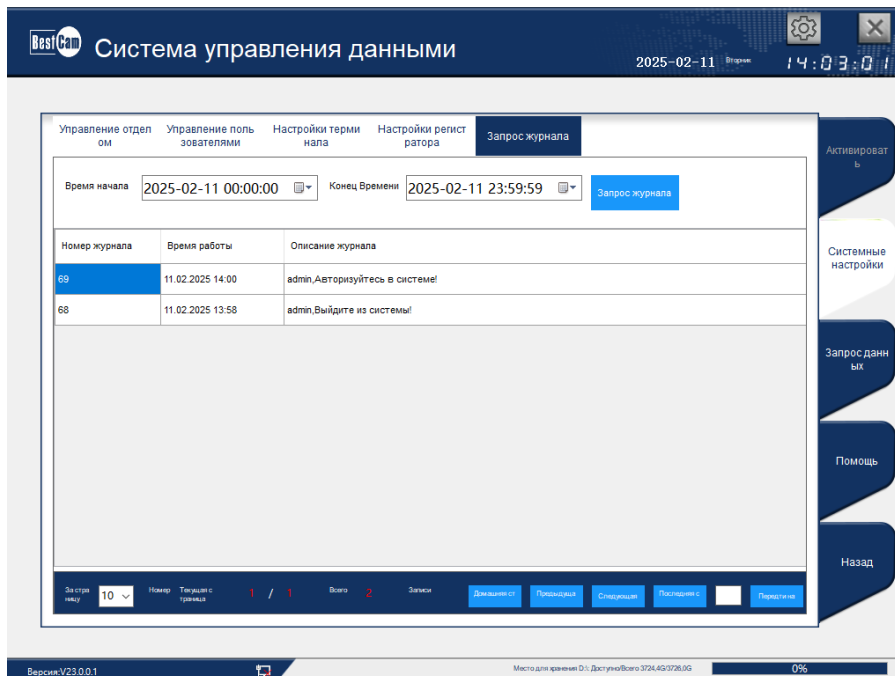 BestCam
Система управления данными
2025-02-11 Вторник 14:03:01
Управление отдел
ом
Управление поль
зователями
Настройки терми
нала
Настройки регист
ратора
Запрос журнала
Время начала 2025-02-11 00:00:00 Конец Времени 2025-02-11 23:59:59 Запрос журнала
Номер журнала Время работы Описание журнала
69 11.02.2025 14:00 admin,Авторизуйтесь в системе!
68 11.02.2025 13:58 admin,Выйдите из системы!
За стра
ницу
10
Номер
Текущая с
траница
1 / 1 Всего 2 Записи
Домашняя ст Предыдуща Следующая Последняя с Передти на
Активироват
ь
Системные
настройки
Запрос данн
ых
Помощь
Назад
Версия:V23.0.0.1 Место для хранения D:\: Доступно/Всего 3724,4G/3726,0G 0%